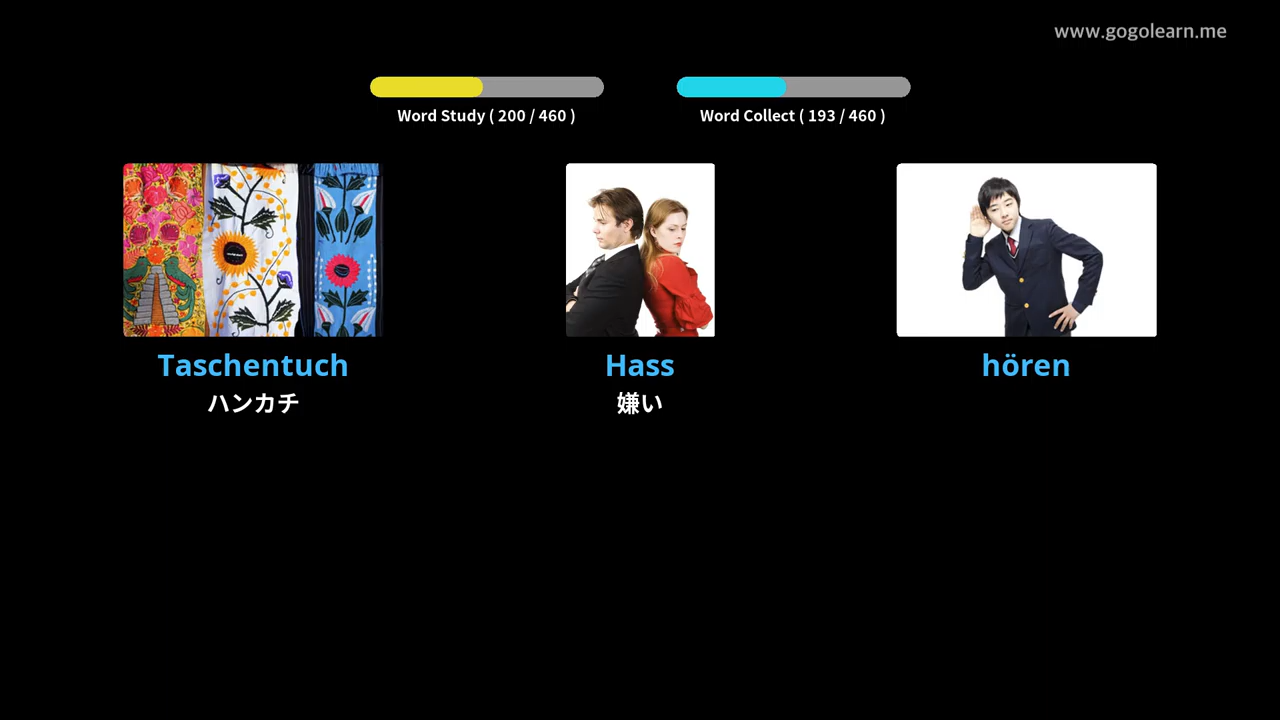 www.gogolearn.me
Word Study ( 200 / 460 )
Word Collect ( 193 / 460 )
Taschentuch
ハンカチ
Hass
嫌い
hören